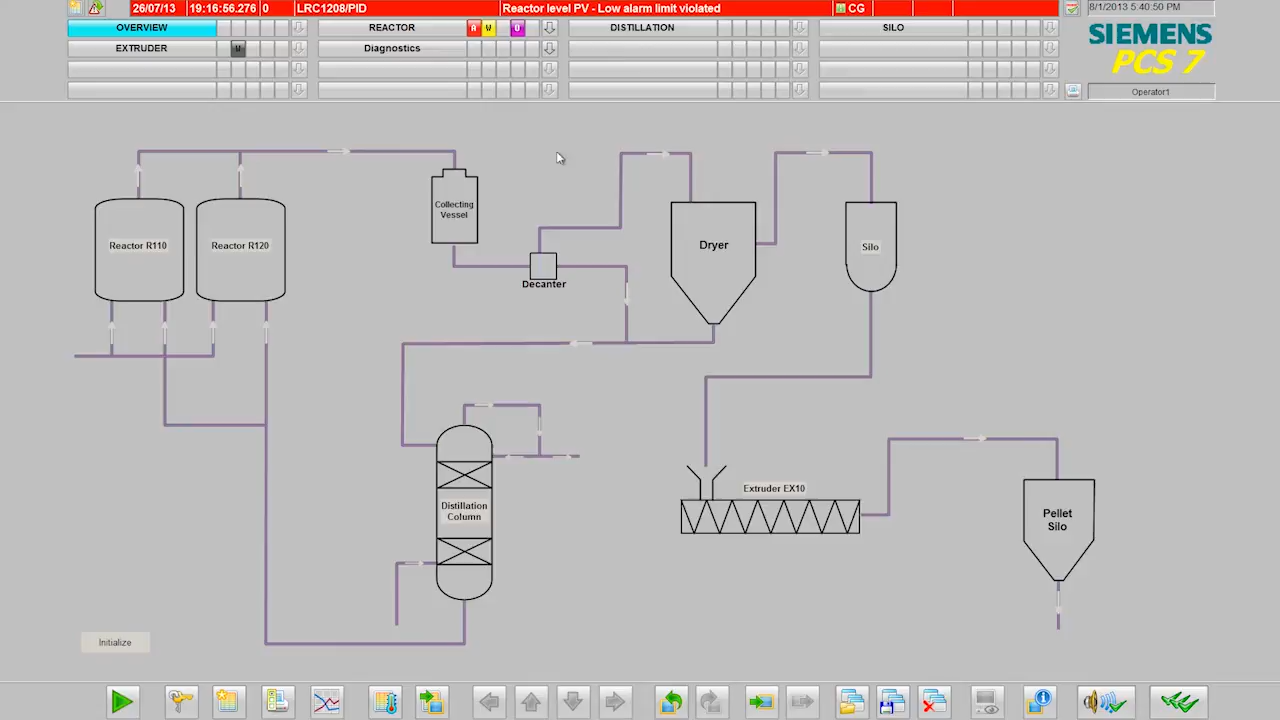 26/07/13 19:16:56.276 0 LRC1208/PID Reactor level PV - Low alarm limit violated CG 8/1/2013 5:40:50 PM
OVERVIEW REACTOR A W O DISTILLATION SILO
EXTRUDER Diagnostics
SIEMENS
PCS 7
Operator1
Reactor R110
Reactor R120
Collecting
Vessel
Decanter
Dryer
Silo
Distillation
Column
Extruder EX10
Pellet
Silo
Initialize